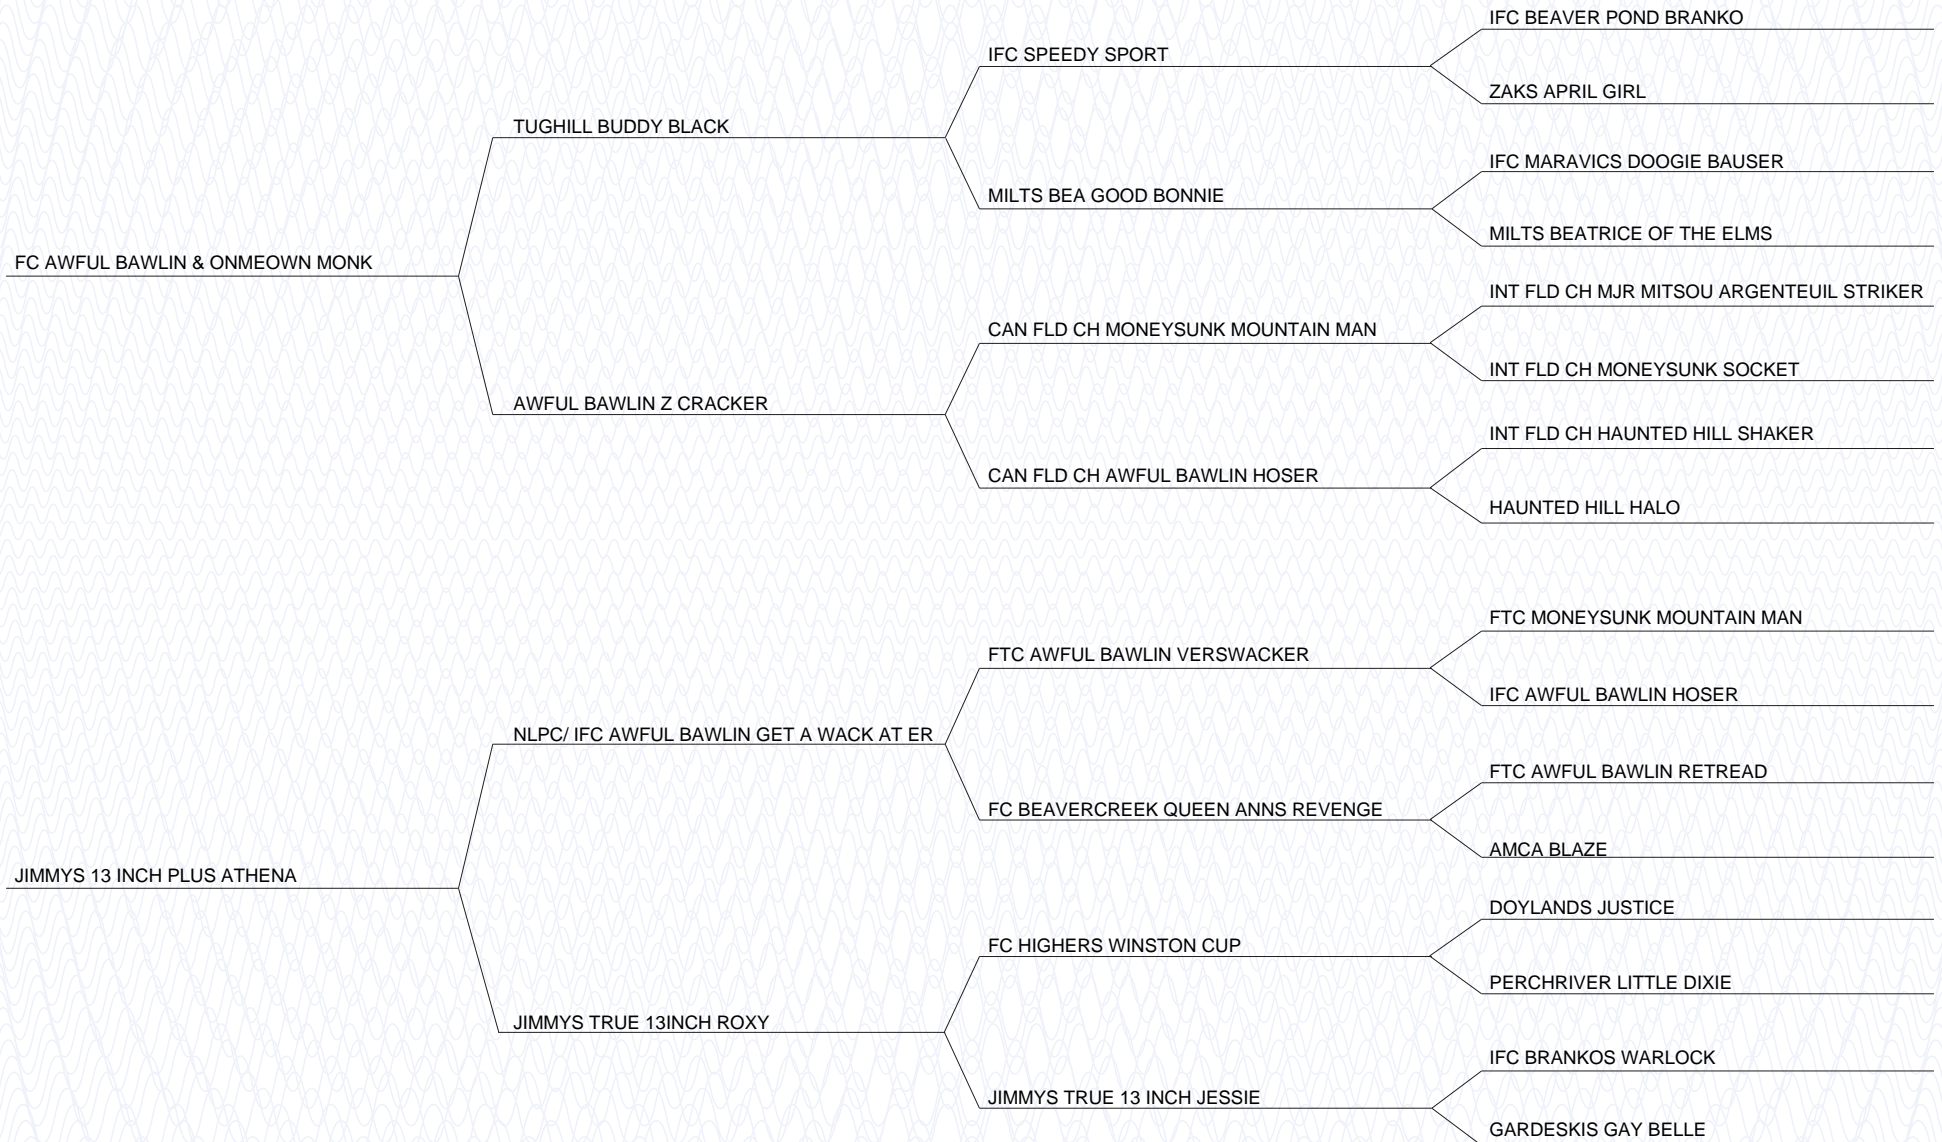 IFC BEAVER POND BRANKO
IFC SPEEDY SPORT
ZAKS APRIL GIRL
TUGHILL BUDDY BLACK
IFC MARAVICS DOOGIE BAUSER
MILTS BEA GOOD BONNIE
MILTS BEATRICE OF THE ELMS
FC AWFUL BAWLIN & ONMEOWN MONK
INT FLD CH MJR MITSOU ARGENTEUIL STRIKER
CAN FLD CH MONEYSUNK MOUNTAIN MAN
INT FLD CH MONEYSUNK SOCKET
AWFUL BAWLIN Z CRACKER
INT FLD CH HAUNTED HILL SHAKER
CAN FLD CH AWFUL BAWLIN HOSER
HAUNTED HILL HALO
FTC MONEYSUNK MOUNTAIN MAN
FTC AWFUL BAWLIN VERSWACKER
IFC AWFUL BAWLIN HOSER
NLPC/ IFC AWFUL BAWLIN GET A WACK AT ER
FTC AWFUL BAWLIN RETREAD
FC BEAVERCREEK QUEEN ANNS REVENGE
AMCA BLAZE
JIMMYS 13 INCH PLUS ATHENA
DOYLANDS JUSTICE
FC HIGHERS WINSTON CUP
PERCHRIVER LITTLE DIXIE
JIMMYS TRUE 13INCH ROXY
IFC BRANKOS WARLOCK
JIMMYS TRUE 13 INCH JESSIE
GARDESKIS GAY BELLE